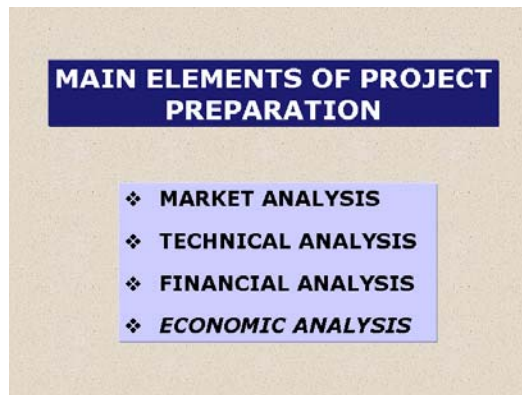 MAIN ELEMENTS OF PROJECT
PREPARATION
❖ MARKET ANALYSIS
❖ TECHNICAL ANALYSIS
❖ FINANCIAL ANALYSIS
❖ ECONOMIC ANALYSIS